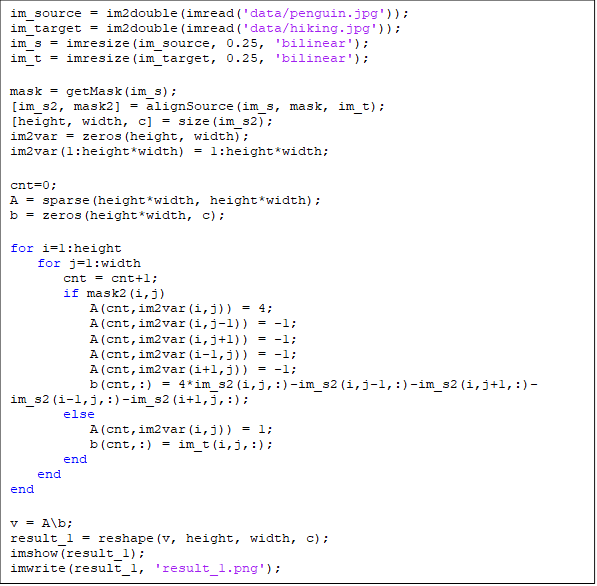 im_source = im2double(imread('data/penguin.jpg'));
im_target = im2double(imread('data/hiking.jpg'));
im_s = imresize(im_source, 0.25, 'bilinear');
im_t = imresize(im_target, 0.25, 'bilinear');

mask = getMask(im_s);
[im_s2, mask2] = alignSource(im_s, mask, im_t);
[height, width, c] = size(im_s2);
im2var = zeros(height, width);
im2var(1:height*width) = 1:height*width;

cnt=0;
A = sparse(height*width, height*width);
b = zeros(height*width, c);

for i=1:height
    for j=1:width
        cnt = cnt+1;
        if mask2(i,j)
            A(cnt,im2var(i,j)) = 4;
            A(cnt,im2var(i,j-1)) = -1;
            A(cnt,im2var(i,j+1)) = -1;
            A(cnt,im2var(i-1,j)) = -1;
            A(cnt,im2var(i+1,j)) = -1;
            b(cnt,:) = 4*im_s2(i,j,:)-im_s2(i,j-1,:)-im_s2(i,j+1,:)-
im_s2(i-1,j,:)-im_s2(i+1,j,:);
        else
            A(cnt,im2var(i,j)) = 1;
            b(cnt,:) = im_t(i,j,:);
        end
    end
end

v = A\b;
result_1 = reshape(v, height, width, c);
imshow(result_1);
imwrite(result_1, 'result_1.png');